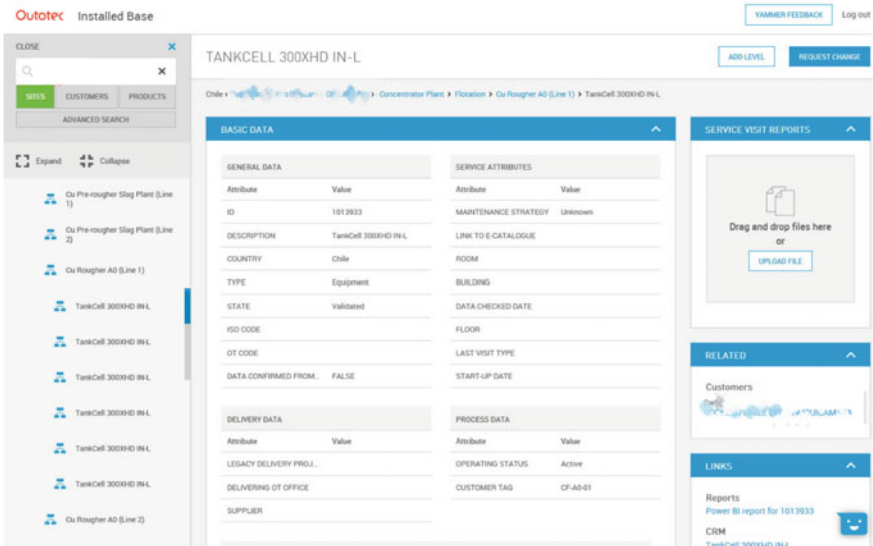 Outotec Installed Base
YAMMER FEEDBACK Log out
CLOSE
SITES CUSTOMERS PRODUCTS
ADVANCED SEARCH
Expand Collapse
Cu Pre-rougher Slag Plant (Line 1)
Cu Pre-rougher Slag Plant (Line 2)
Cu Rougher A0 (Line 1)
TankCell 300XHD IN-L
TankCell 300XHD IN-L
TankCell 300XHD IN-L
TankCell 300XHD IN-L
TankCell 300XHD IN-L
TankCell 300XHD IN-L
Cu Rougher A0 (Line 2)
TANKCELL 300XHD IN-L
ADD LEVEL REQUEST CHANGE
Chile › › Concentrator Plant › Flotation › Cu Rougher A0 (Line 1) › TankCell 300XHD IN-L
BASIC DATA
GENERAL DATA
Attribute Value
ID 1013933
DESCRIPTION TankCell 300XHD IN-L
COUNTRY Chile
TYPE Equipment
STATE Validated
ISO CODE
OT CODE
DATA CONFIRMED FROM... FALSE
SERVICE ATTRIBUTES
Attribute Value
MAINTENANCE STRATEGY Unknown
LINK TO E-CATALOGUE
ROOM
BUILDING
DATA CHECKED DATE
FLOOR
LAST VISIT TYPE
START-UP DATE
DELIVERY DATA
Attribute Value
LEGACY DELIVERY PROJ...
DELIVERING OT OFFICE
SUPPLIER
PROCESS DATA
Attribute Value
OPERATING STATUS Active
CUSTOMER TAG CF-A0-01
SERVICE VISIT REPORTS
Drag and drop files here
or
UPLOAD FILE
RELATED
Customers
LINKS
Reports
Power BI report for 1013933
CRM
TankCell 300XHD IN-L